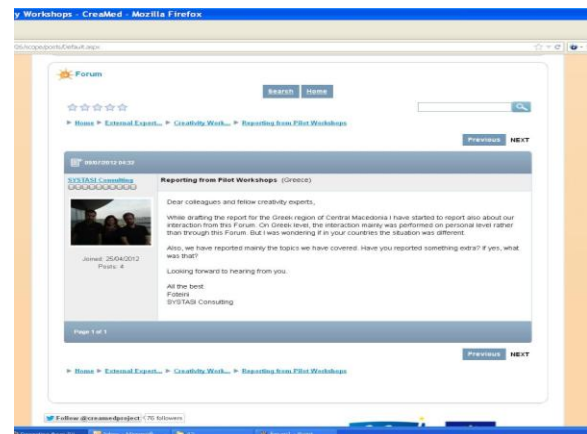 y Workshops - CreaMed - Mozilla Firefox
Forum
Search Home
Home External Expert... Creativity Work... Reporting from Pilot Workshops
Previous NEXT
SYSTASI Consulting
Reporting from Pilot Workshops (Greece)
Dear colleagues and fellow creativity experts,
While drafting the report for the Greek region of Central Macedonia I have started to report also about our
interaction from this Forum. On Greek level, the interaction mainly was performed on personal level rather
than through this Forum. But I was wondering if in your countries the situation was different.
Also, we have reported mainly the topics we have covered. Have you reported something extra? if yes, what
was that?
Looking forward to hearing from you.
All the best
Foteini
SYSTASI Consulting
Joined: 25/04/2012
Posts: 4
Page 1 of 1
Previous NEXT
Home External Expert... Creativity Work... Reporting from Pilot Workshops
Follow @creamedproject 76 followers